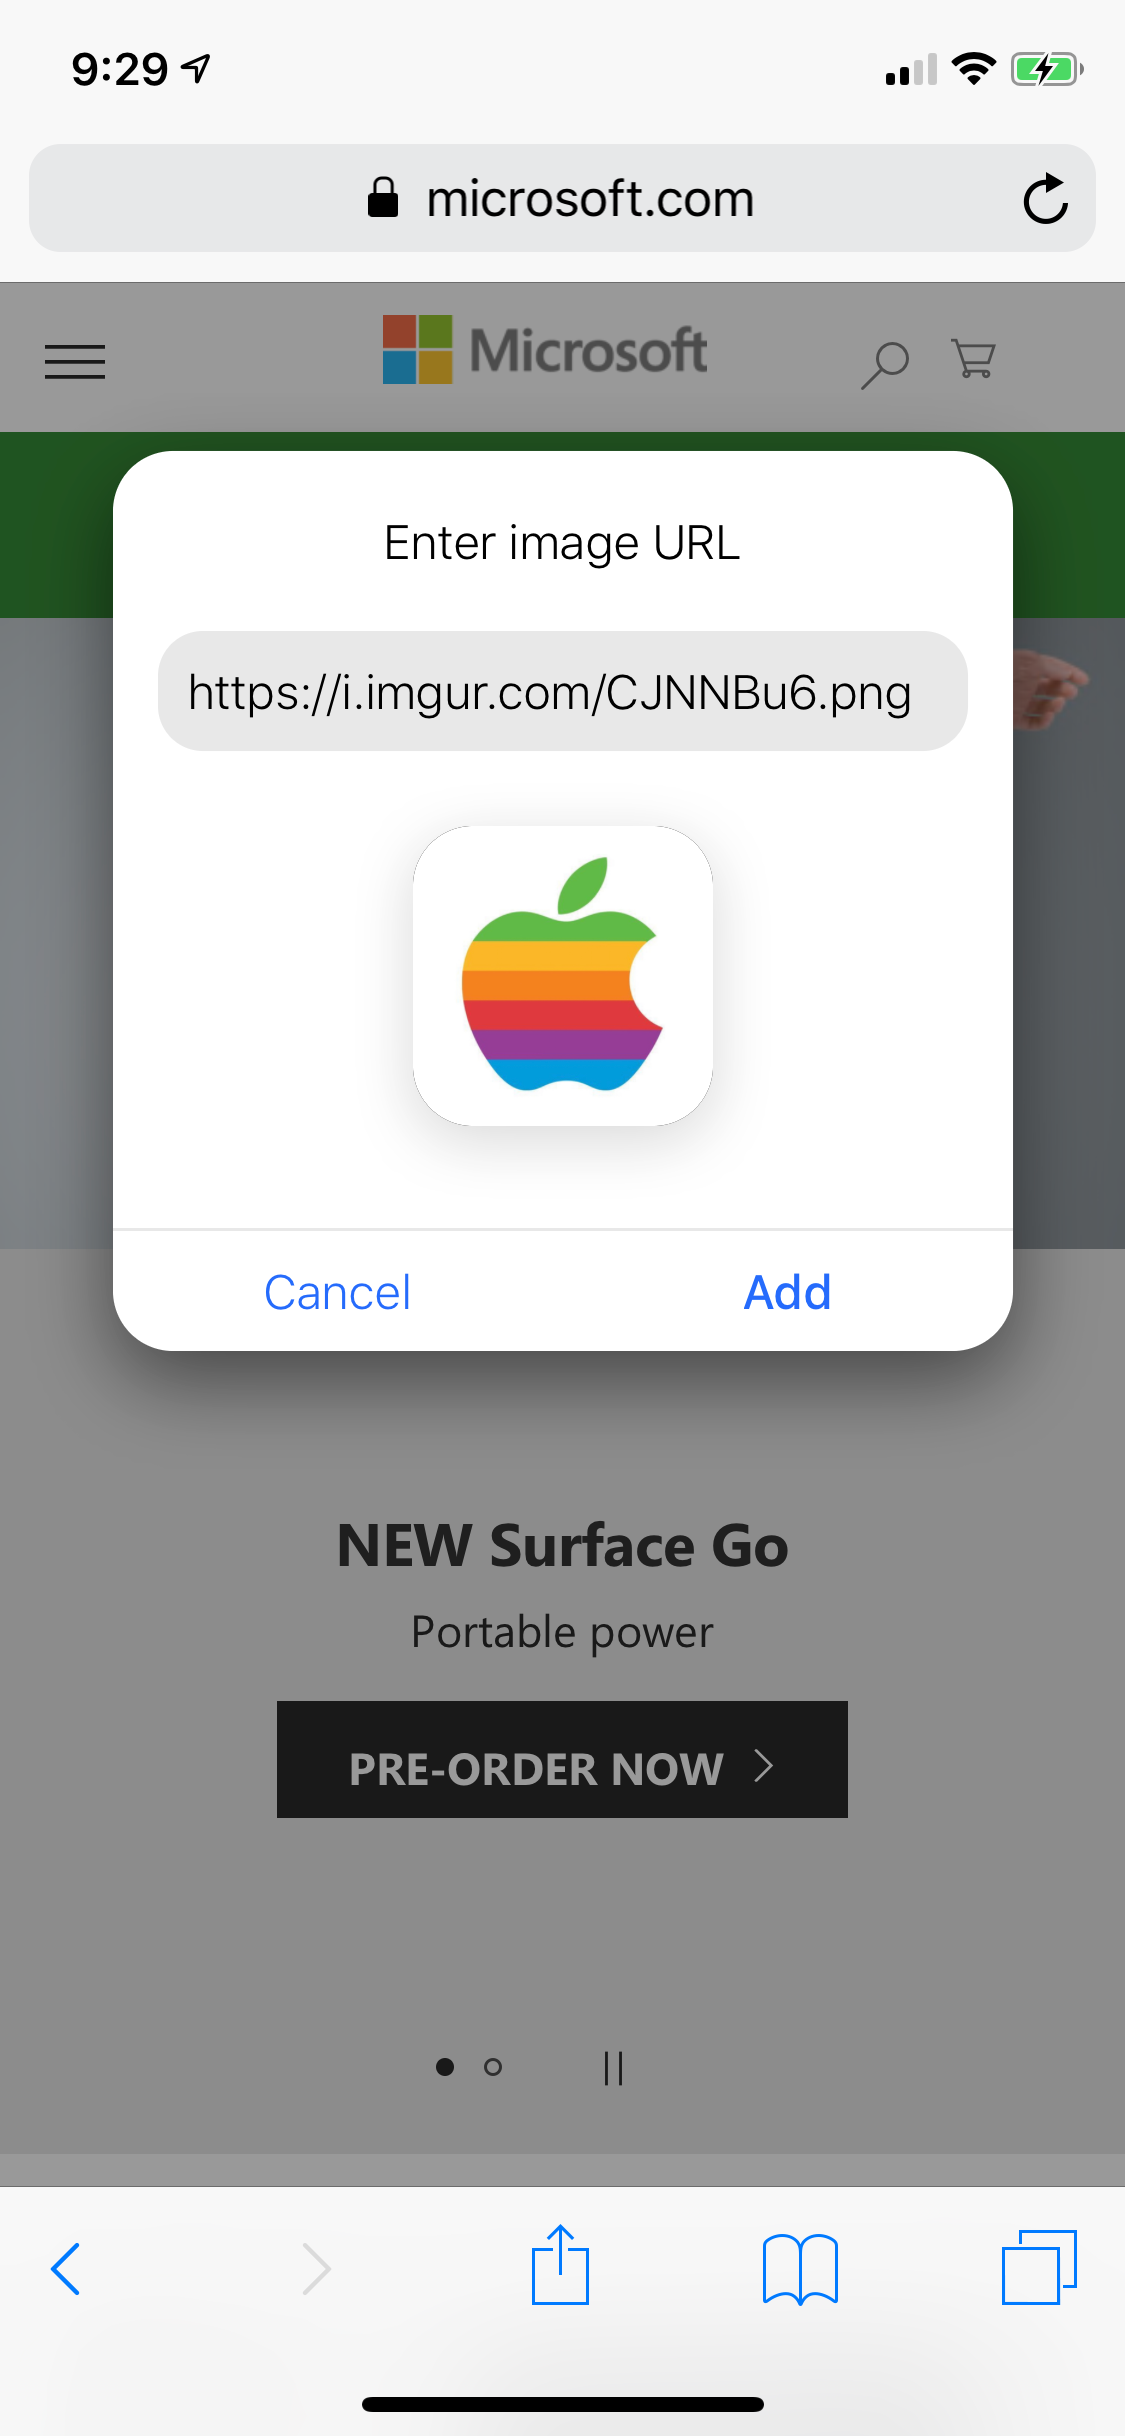 9:29
microsoft.com
Microsoft
Enter image URL
https://i.imgur.com/CJNNBu6.png
Cancel Add
NEW Surface Go
Portable power
PRE-ORDER NOW